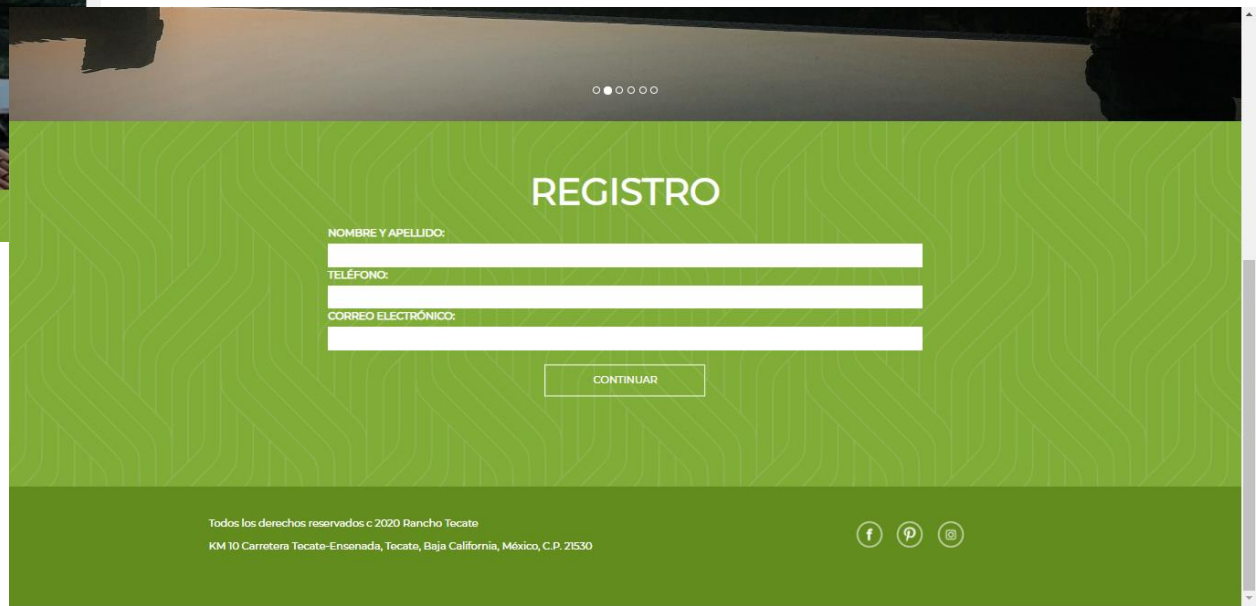 REGISTRO
NOMBRE Y APELLIDO:
TELÉFONO:
CORREO ELECTRÓNICO:
CONTINUAR
Todos los derechos reservados c 2020 Rancho Tecate
KM 10 Carretera Tecate-Ensenada, Tecate, Baja California, México, C.P. 21530